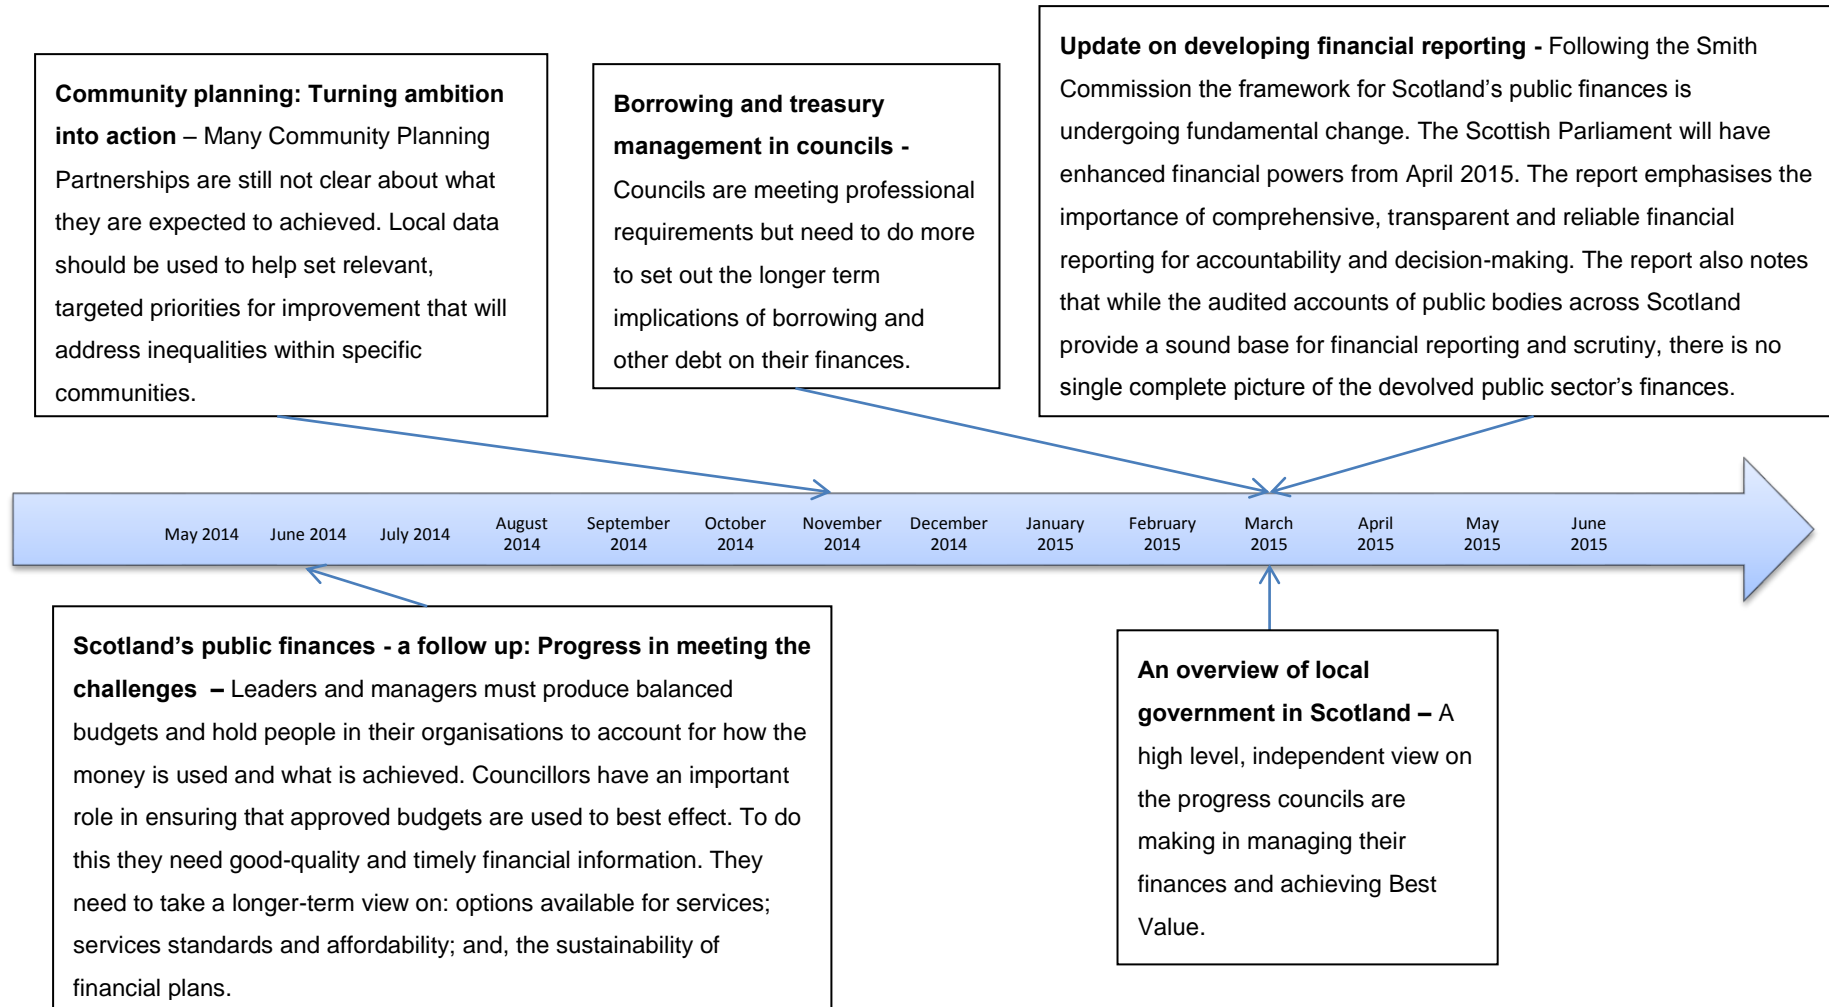 Community planning: Turning ambition
into action – Many Community Planning
Partnerships are still not clear about what
they are expected to achieved. Local data
should be used to help set relevant,
targeted priorities for improvement that will
address inequalities within specific
communities.
Borrowing and treasury
management in councils -
Councils are meeting professional
requirements but need to do more
to set out the longer term
implications of borrowing and
other debt on their finances.
Update on developing financial reporting - Following the Smith
Commission the framework for Scotland’s public finances is
undergoing fundamental change. The Scottish Parliament will have
enhanced financial powers from April 2015. The report emphasises the
importance of comprehensive, transparent and reliable financial
reporting for accountability and decision-making. The report also notes
that while the audited accounts of public bodies across Scotland
provide a sound base for financial reporting and scrutiny, there is no
single complete picture of the devolved public sector’s finances.
May 2014
June 2014
July 2014
August
2014
September
2014
October
2014
November
2014
December
2014
January
2015
February
2015
March
2015
April
2015
May
2015
June
2015
Scotland’s public finances - a follow up: Progress in meeting the
challenges – Leaders and managers must produce balanced
budgets and hold people in their organisations to account for how the
money is used and what is achieved. Councillors have an important
role in ensuring that approved budgets are used to best effect. To do
this they need good-quality and timely financial information. They
need to take a longer-term view on: options available for services;
services standards and affordability; and, the sustainability of
financial plans.
An overview of local
government in Scotland – A
high level, independent view on
the progress councils are
making in managing their
finances and achieving Best
Value.